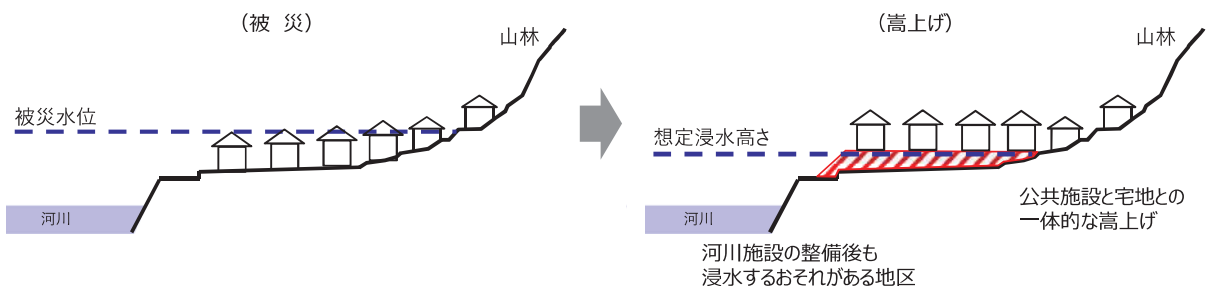 (被 災)
山林
被災水位
河川
(嵩上げ)
山林
想定浸水高さ
河川
公共施設と宅地との
一体的な嵩上げ
河川施設の整備後も
浸水するおそれがある地区